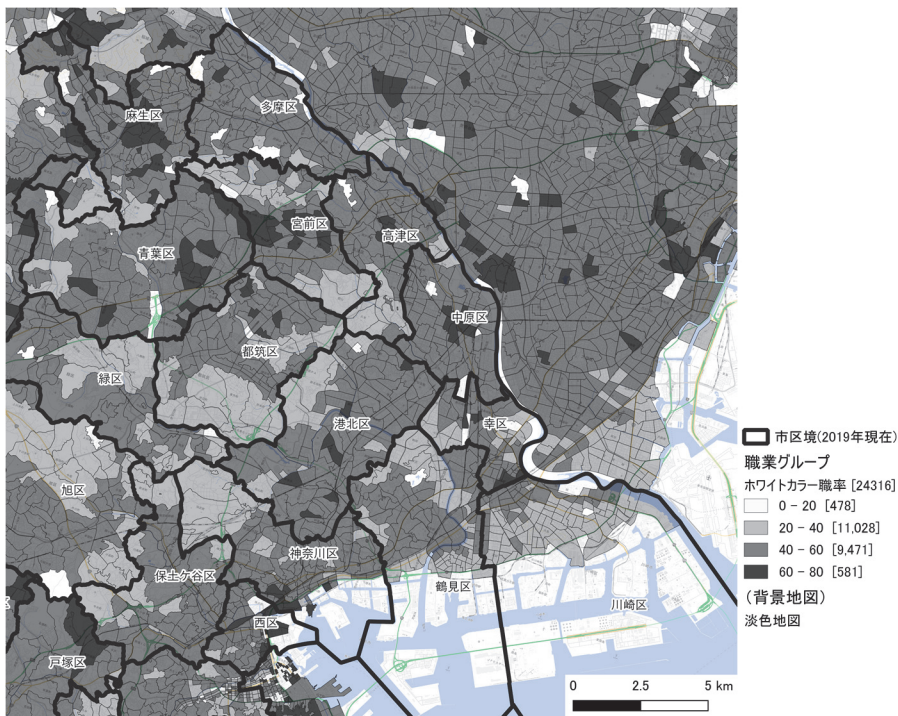 多摩区
麻生区
宮前区
高津区
青葉区
中原区
都筑区
緑区
港北区
幸区
旭区
神奈川区
保土ケ谷区
鶴見区
川崎区
西区
戸塚区
0 2.5 5 km
市区境(2019年現在)
職業グループ
ホワイトカラー職率 [24316]
0 - 20 [478]
20 - 40 [11,028]
40 - 60 [9,471]
60 - 80 [581]
(背景地図)
淡色地図